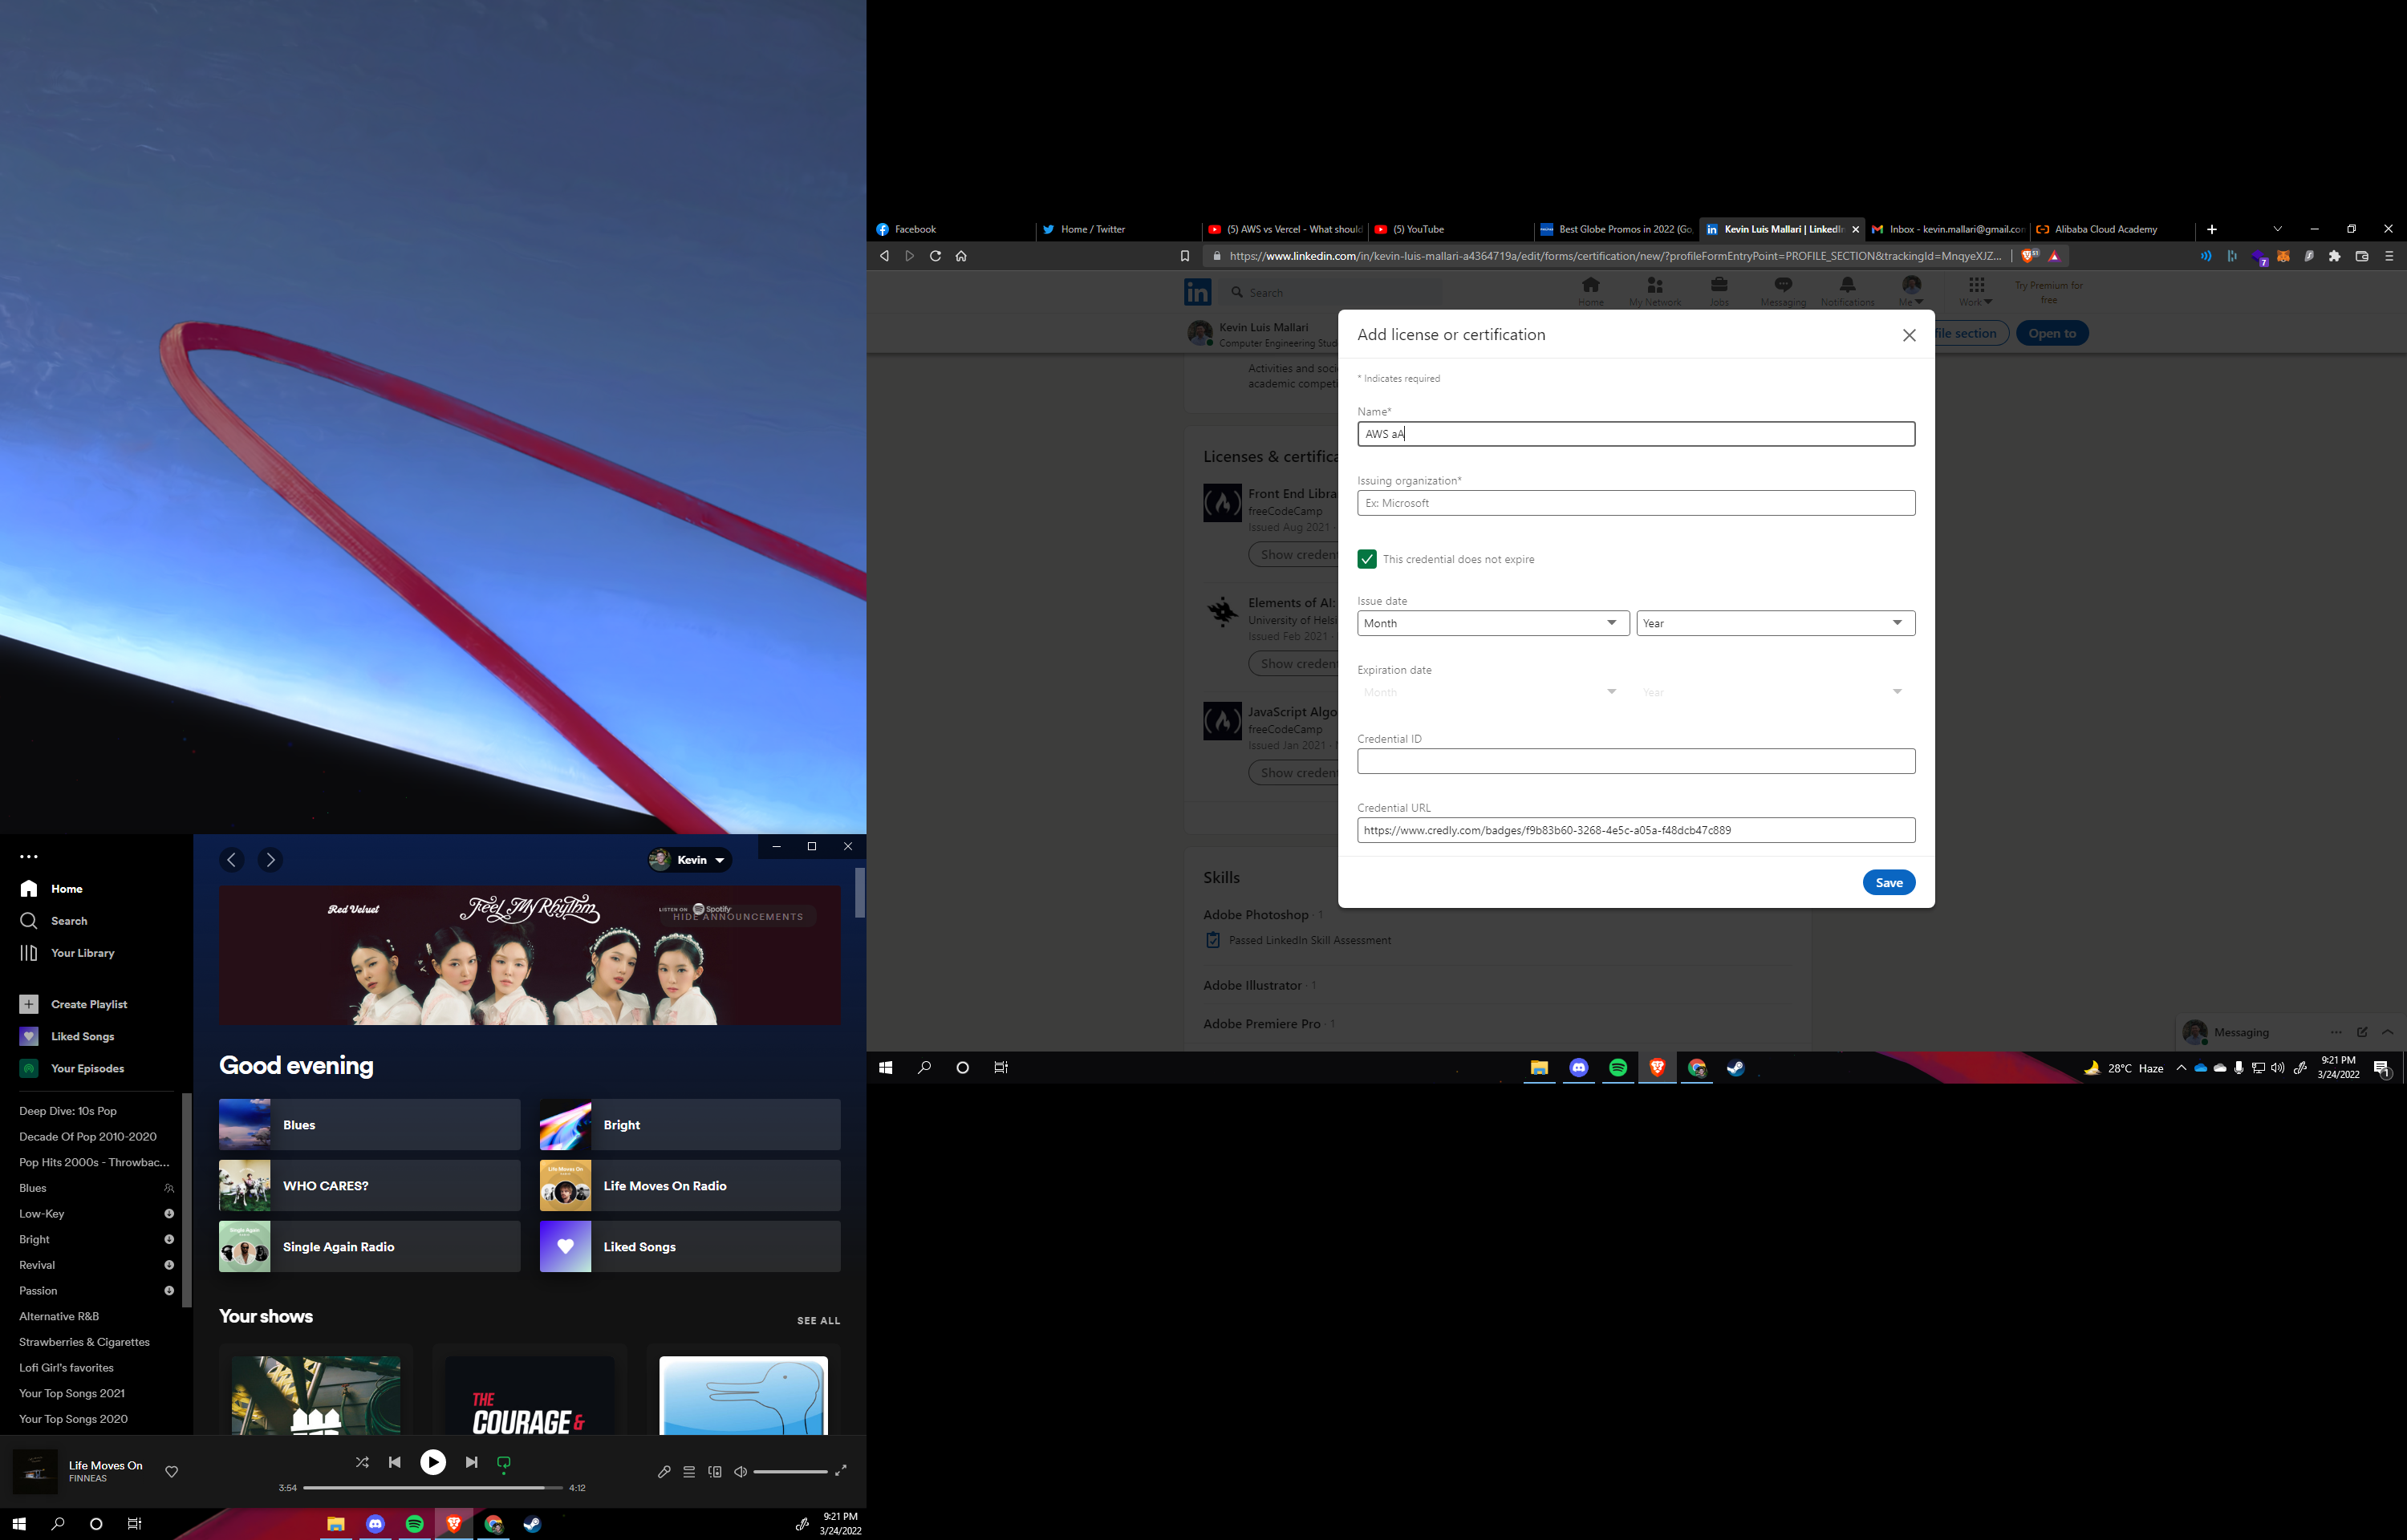 Kevin
Home
Search
Your Library
Create Playlist
Liked Songs
Your Episodes
Deep Dive: 10s Pop
Decade Of Pop 2010-2020
Pop Hits 2000s - Throwbac...
Blues
Low-Key
Bright
Revival
Passion
Alternative R&B
Strawberries & Cigarettes
Lofi Girl's favorites
Your Top Songs 2021
Your Top Songs 2020
Red Velvet
Feel My Rhythm
LISTEN ON Spotify
HIDE ANNOUNCEMENTS
Good evening
Blues
Bright
WHO CARES?
Life Moves On Radio
Single Again Radio
Liked Songs
Your shows
SEE ALL
THE
COURAGE &
Life Moves On
FINNEAS
3:54
4:12
9:21 PM
3/24/2022
Facebook
Home / Twitter
(5) AWS vs Vercel - What should
(5) YouTube
Best Globe Promos in 2022 (Go,
Kevin Luis Mallari | LinkedIn
Inbox - kevin.mallari@gmail.com
Alibaba Cloud Academy
https://www.linkedin.com/in/kevin-luis-mallari-a4364719a/edit/forms/certification/new/?profileFormEntryPoint=PROFILE_SECTION&trackingId=MnqyeXJZ...
7
in
Search
Home
My Network
Jobs
Messaging
Notifications
Me
Work
Try Premium for
free
Kevin Luis Mallari
Computer Engineering Stud
file section
Open to
Activities and soci
academic competi
Licenses & certifica
Front End Libra
freeCodeCamp
Issued Aug 2021 ·
Show creden
Elements of AI:
University of Helsi
Issued Feb 2021 ·
Show creden
JavaScript Algo
freeCodeCamp
Issued Jan 2021 ·
Show creden
Skills
Adobe Photoshop · 1
Passed LinkedIn Skill Assessment
Adobe Illustrator · 1
Adobe Premiere Pro · 1
Add license or certification
* Indicates required
Name*
AWS aA
Issuing organization*
Ex: Microsoft
This credential does not expire
Issue date
Month
Year
Expiration date
Month
Year
Credential ID
Credential URL
https://www.credly.com/badges/f9b83b60-3268-4e5c-a05a-f48dcb47c889
Save
Messaging
28°C Haze
9:21 PM
3/24/2022
1